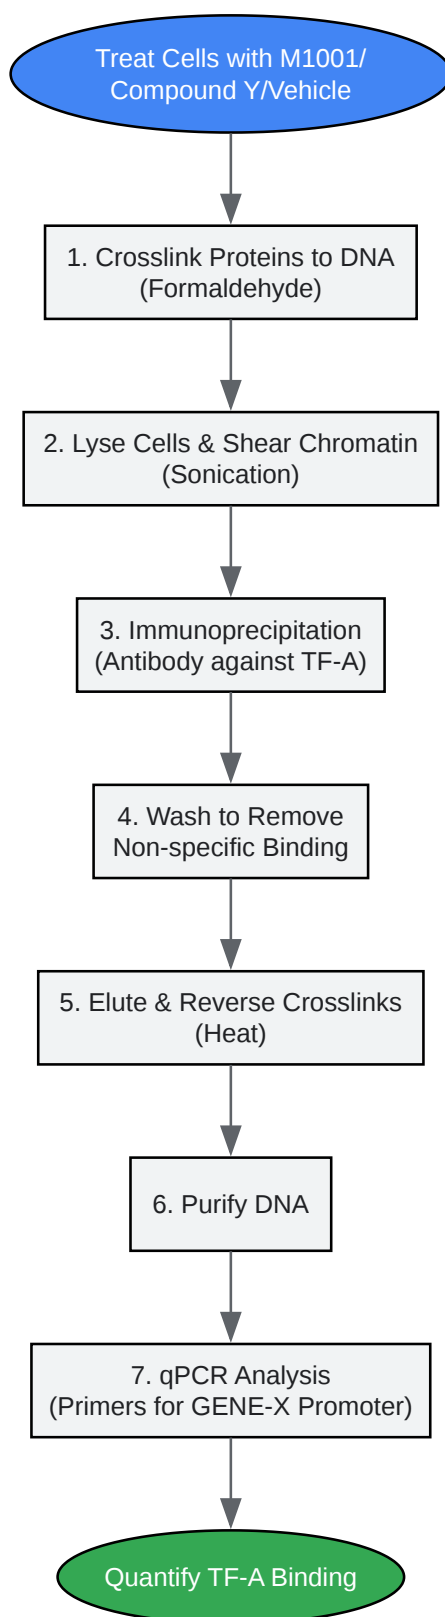 Treat Cells with M1001/
Compound Y/Vehicle
1. Crosslink Proteins to DNA
(Formaldehyde)
2. Lyse Cells & Shear Chromatin
(Sonication)
3. Immunoprecipitation
(Antibody against TF-A)
4. Wash to Remove
Non-specific Binding
5. Elute & Reverse Crosslinks
(Heat)
6. Purify DNA
7. qPCR Analysis
(Primers for GENE-X Promoter)
Quantify TF-A Binding